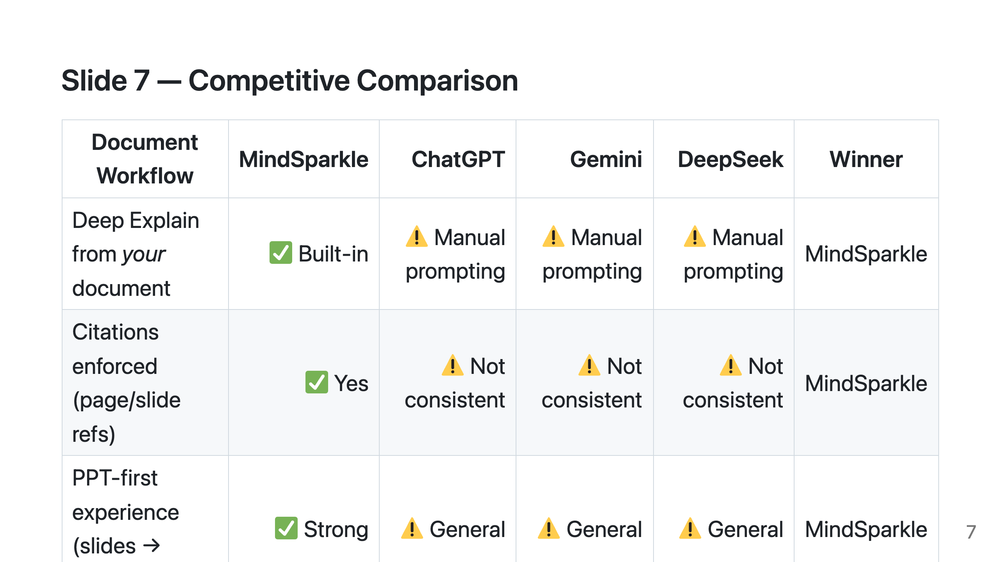 Slide 7 — Competitive Comparison
Document
Workflow
MindSparkle
ChatGPT
Gemini
DeepSeek
Winner
Deep Explain
from your
document
✅ Built-in
⚠️ Manual
prompting
⚠️ Manual
prompting
⚠️ Manual
prompting
MindSparkle
Citations
enforced
(page/slide
refs)
✅ Yes
⚠️ Not
consistent
⚠️ Not
consistent
⚠️ Not
consistent
MindSparkle
PPT-first
experience
(slides →
✅ Strong
⚠️ General
⚠️ General
⚠️ General
MindSparkle
7